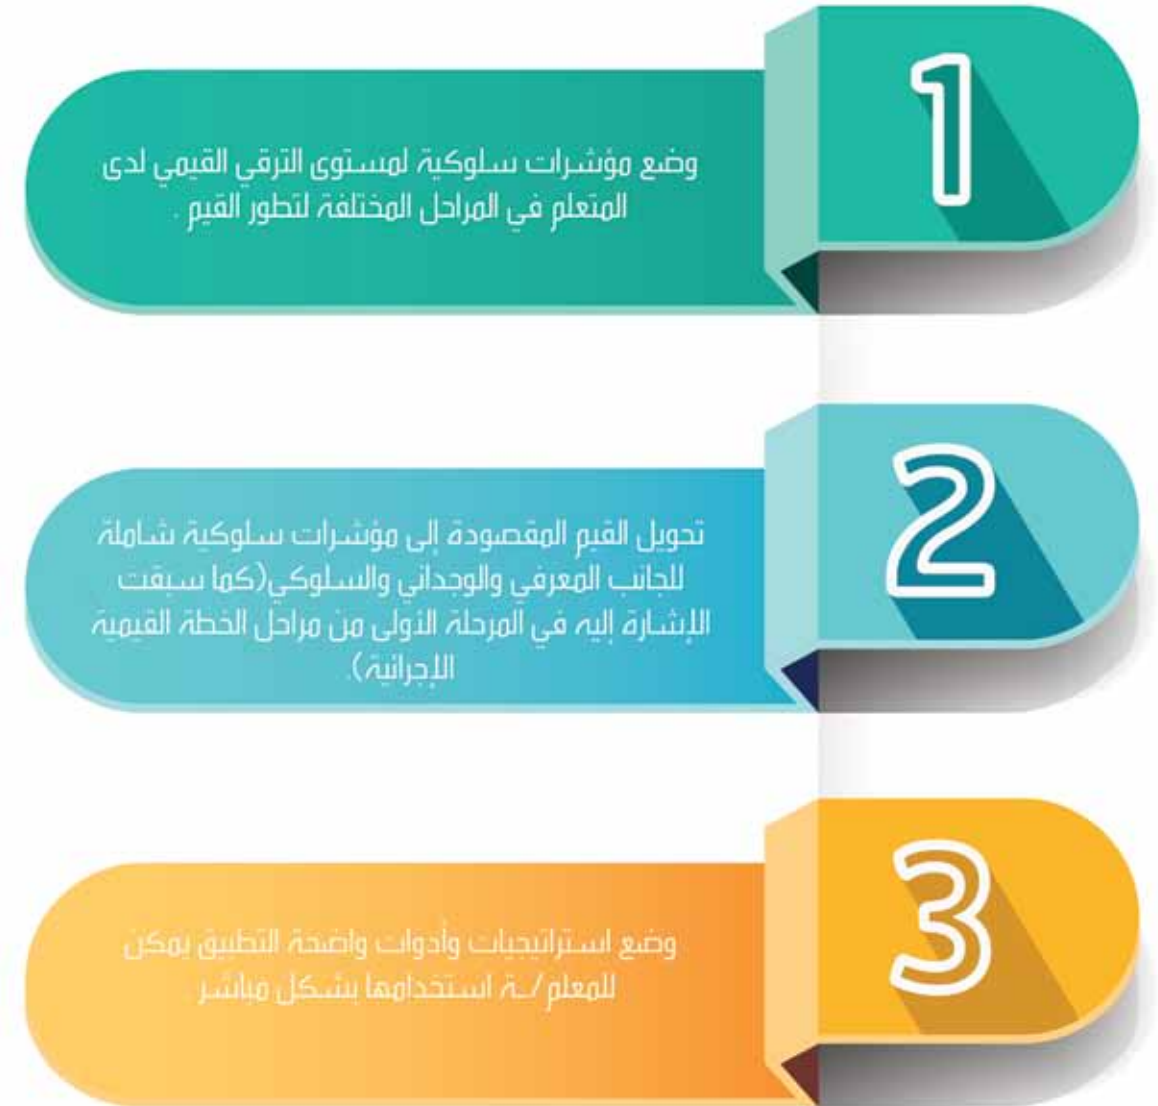 1
وضع مؤشرات سلوكية لمستوى الترقي القيمي لدى
المتعلم في المراحل المختلفة لتطور القيم .
2
تحويل القيم المقصودة إلى مؤشرات سلوكية شاملة
للجانب المعرفي والوجداني والسلوكي(كما سبقت
الإشارة إليه في المرحلة الأولى من مراحل الخطة القيمية
الإجرائية).
3
وضع استراتيجيات وأدوات واضحة التطبيق يمكن
للمعلم/ـة استخدامها بشكل مباشر